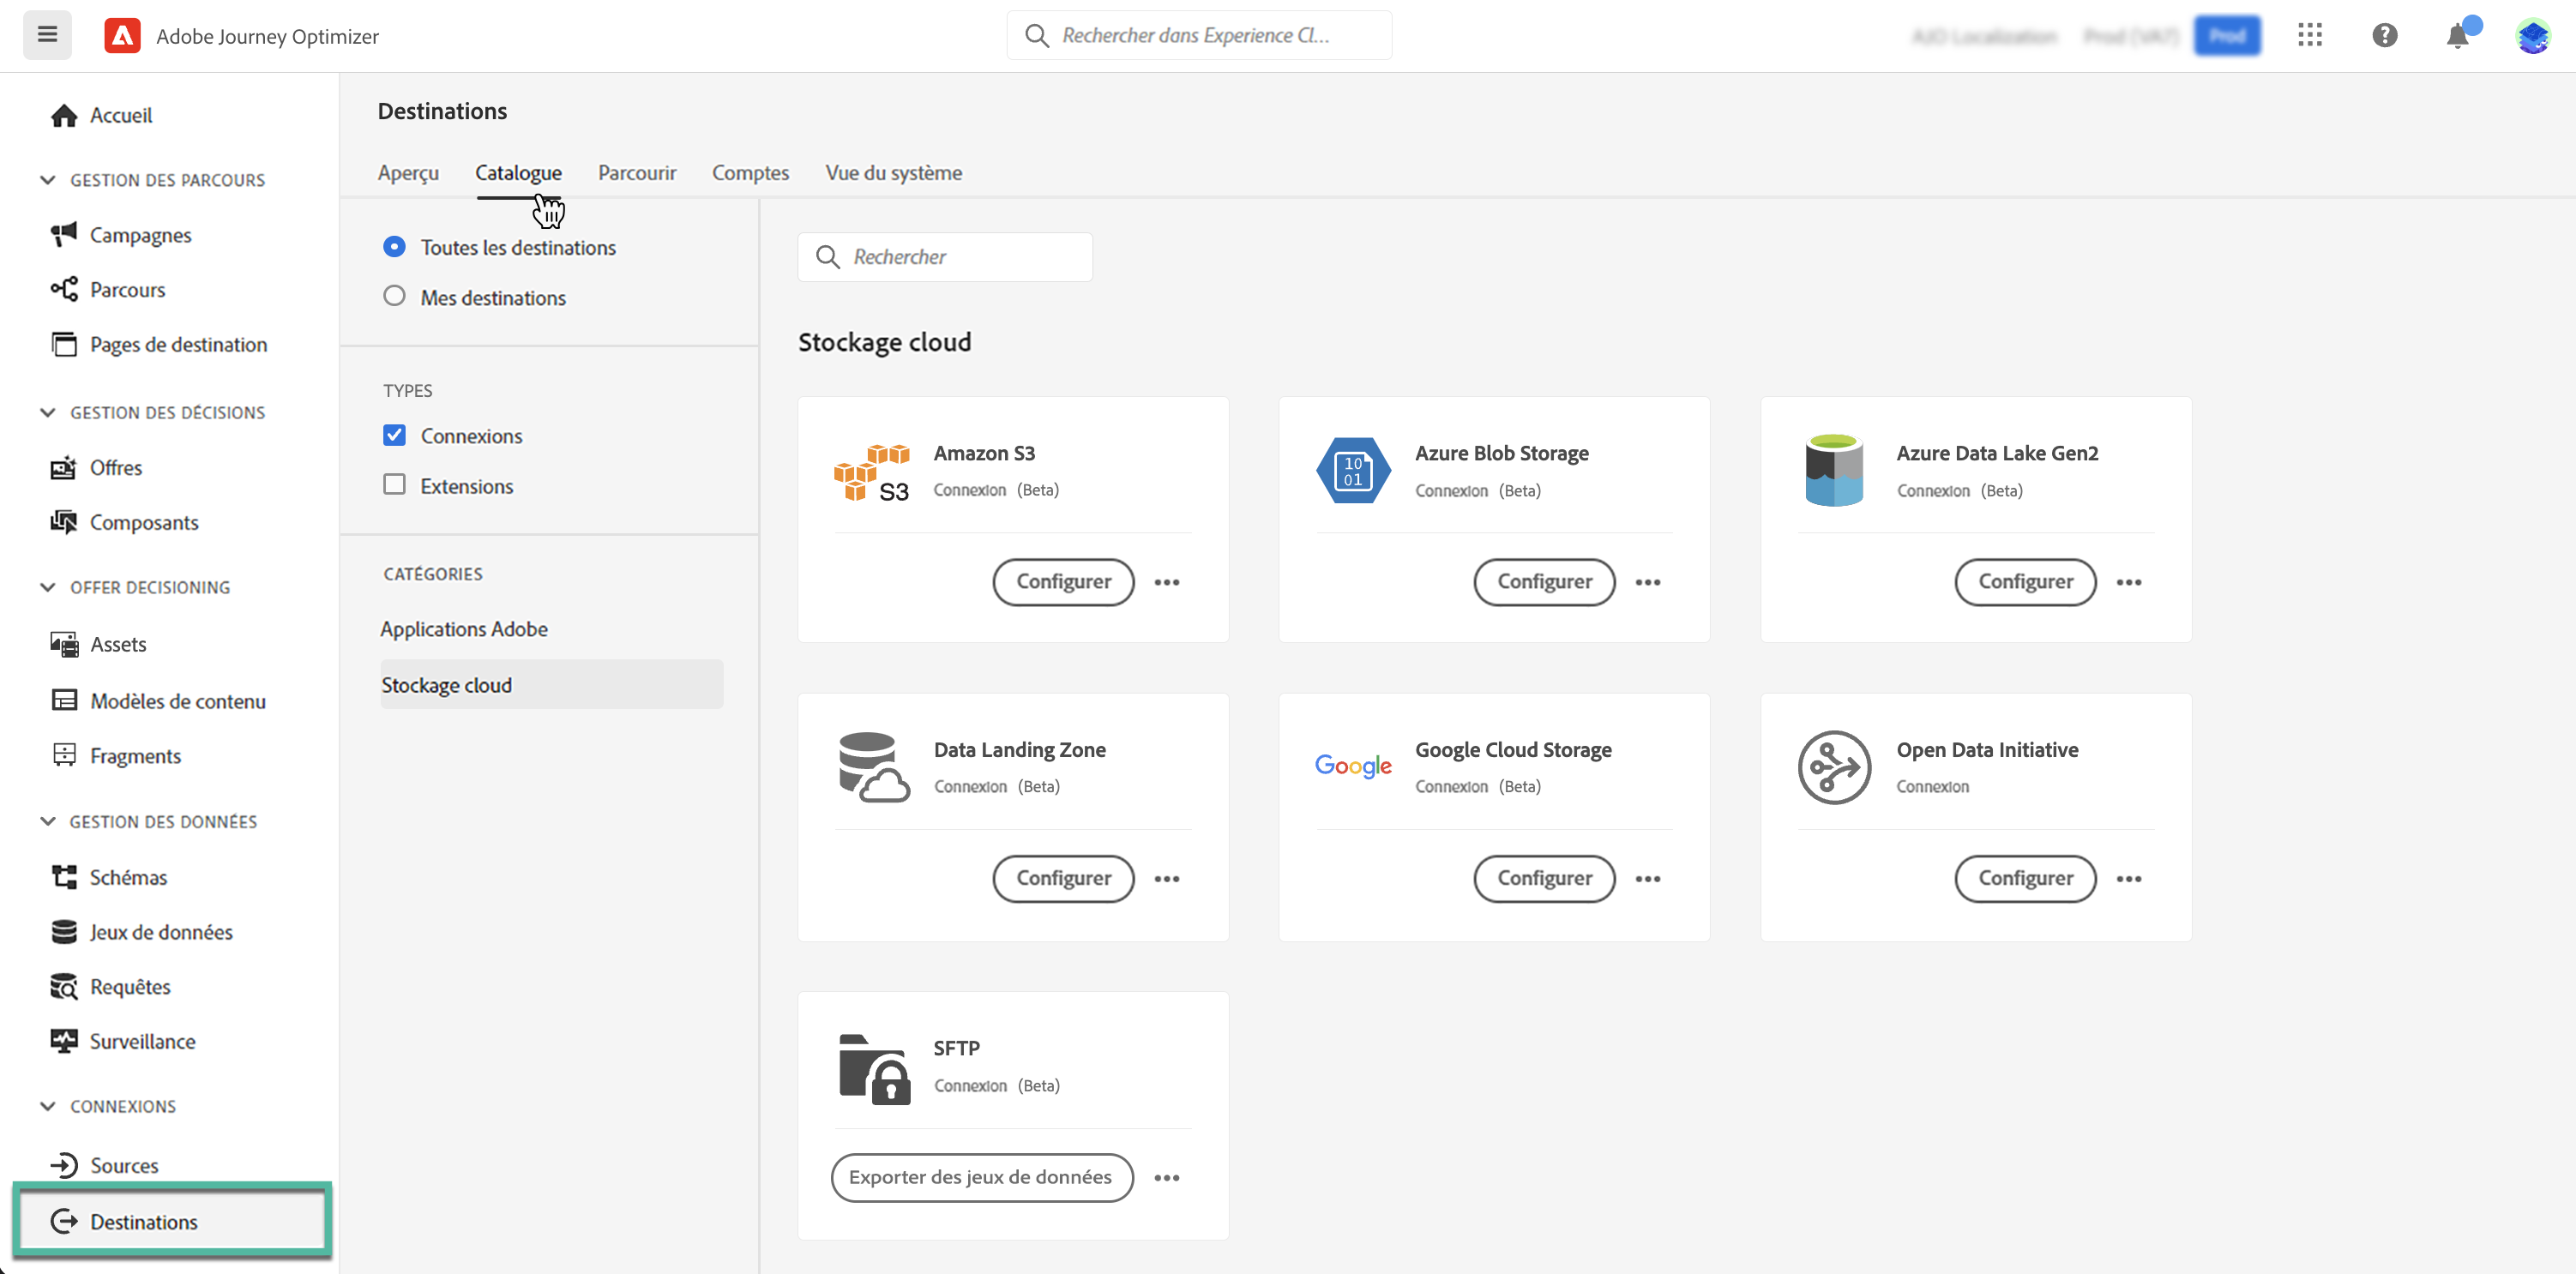 Adobe Journey Optimizer
Rechercher dans Experience Cl...
Prod
Accueil
GESTION DES PARCOURS
Campagnes
Parcours
Pages de destination
GESTION DES DÉCISIONS
Offres
Composants
OFFER DECISIONING
Assets
Modèles de contenu
Fragments
GESTION DES DONNÉES
Schémas
Jeux de données
Requêtes
Surveillance
CONNEXIONS
Sources
Destinations
Destinations
Aperçu Catalogue Parcourir Comptes Vue du système
Toutes les destinations
Mes destinations
TYPES
Connexions
Extensions
CATÉGORIES
Applications Adobe
Stockage cloud
Rechercher
Stockage cloud
S3
Amazon S3
Connexion (Beta)
Configurer
10
01
Azure Blob Storage
Connexion (Beta)
Configurer
Azure Data Lake Gen2
Connexion (Beta)
Configurer
Data Landing Zone
Connexion (Beta)
Configurer
Google
Google Cloud Storage
Connexion (Beta)
Configurer
Open Data Initiative
Connexion
Configurer
SFTP
Connexion (Beta)
Exporter des jeux de données